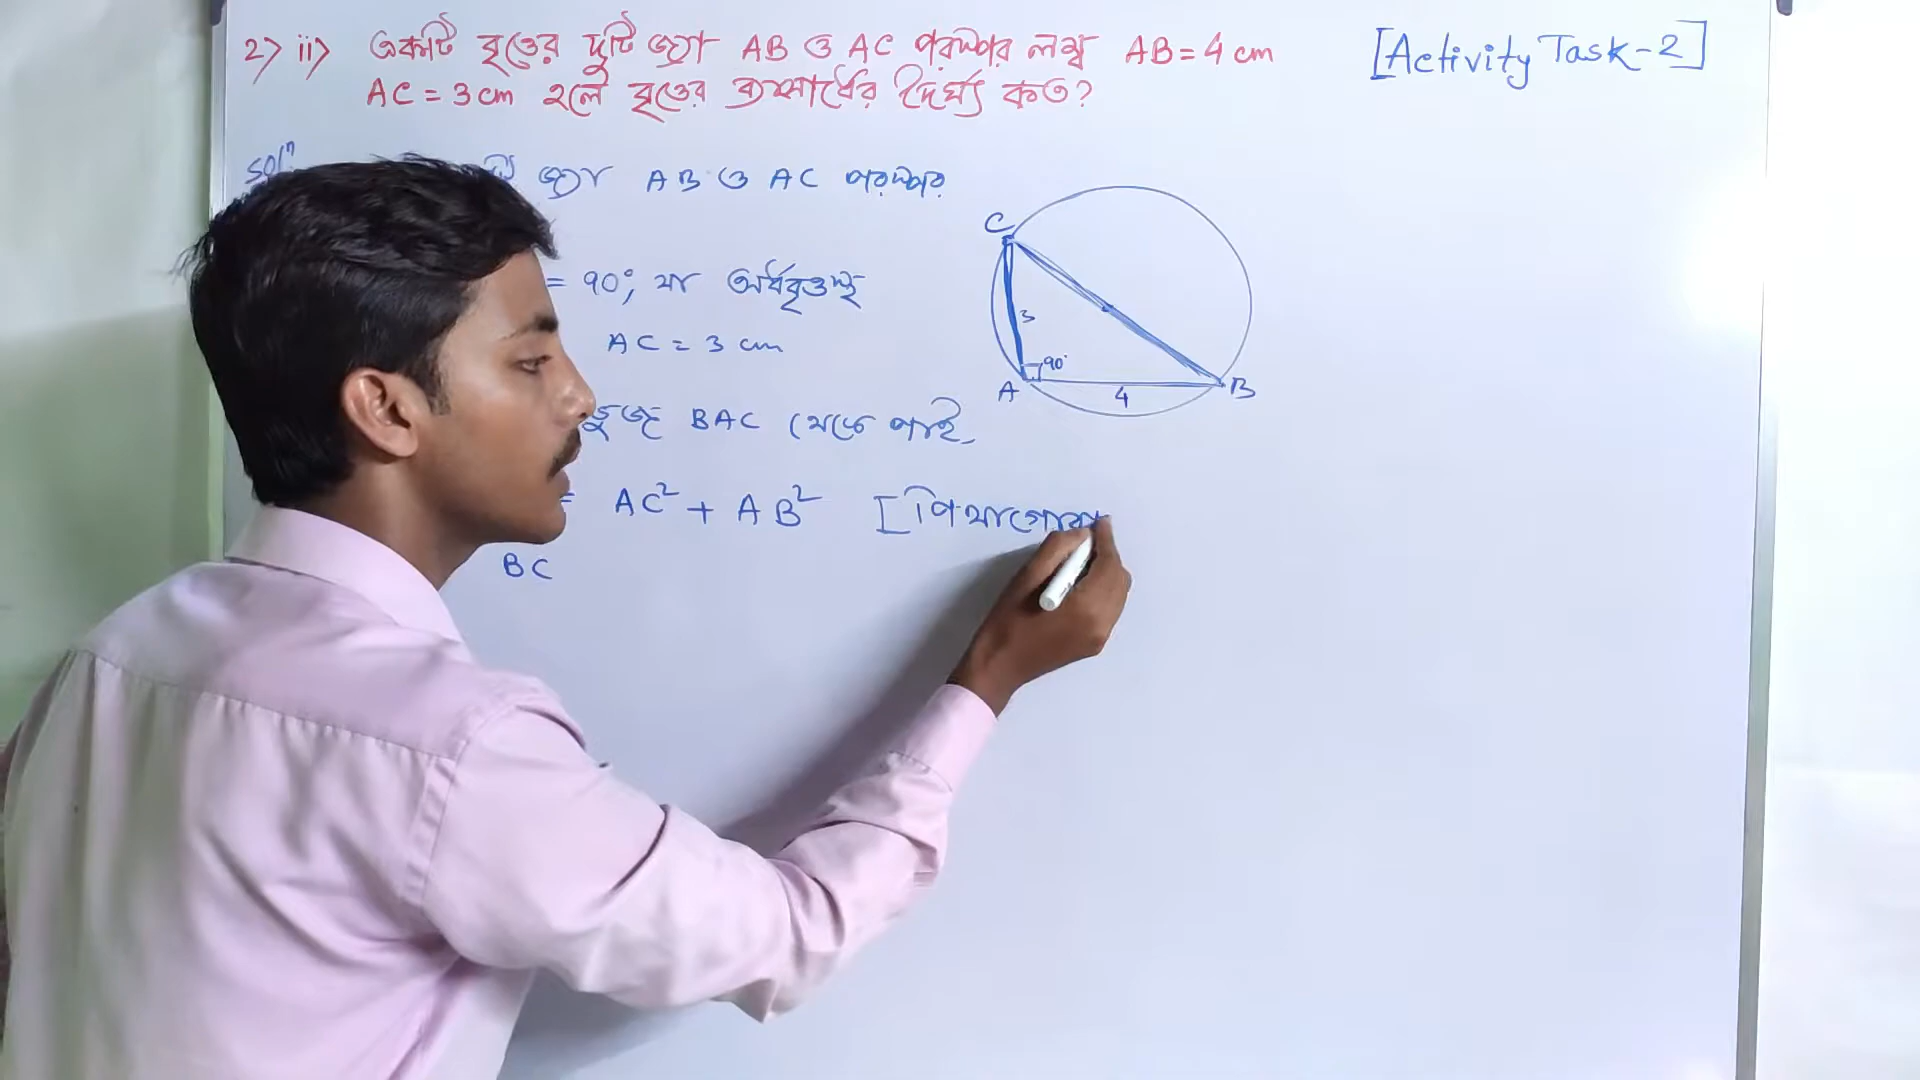 2) ii) একটি বৃত্তের দুটি জ্যা AB ও AC পরস্পর লম্ব AB = 4 cm
AC = 3 cm হলে বৃত্তের ব্যাসার্ধের দৈর্ঘ্য কত?
[Activity Task-2]
Solⁿ
জ্যা AB ও AC পরস্পর
= 90°, যা অর্ধবৃত্তস্থ
AC = 3 cm
BAC থেকে পাই,
= AC² + AB² [পিথাগোরা
BC
C
3
90°
A
4
B